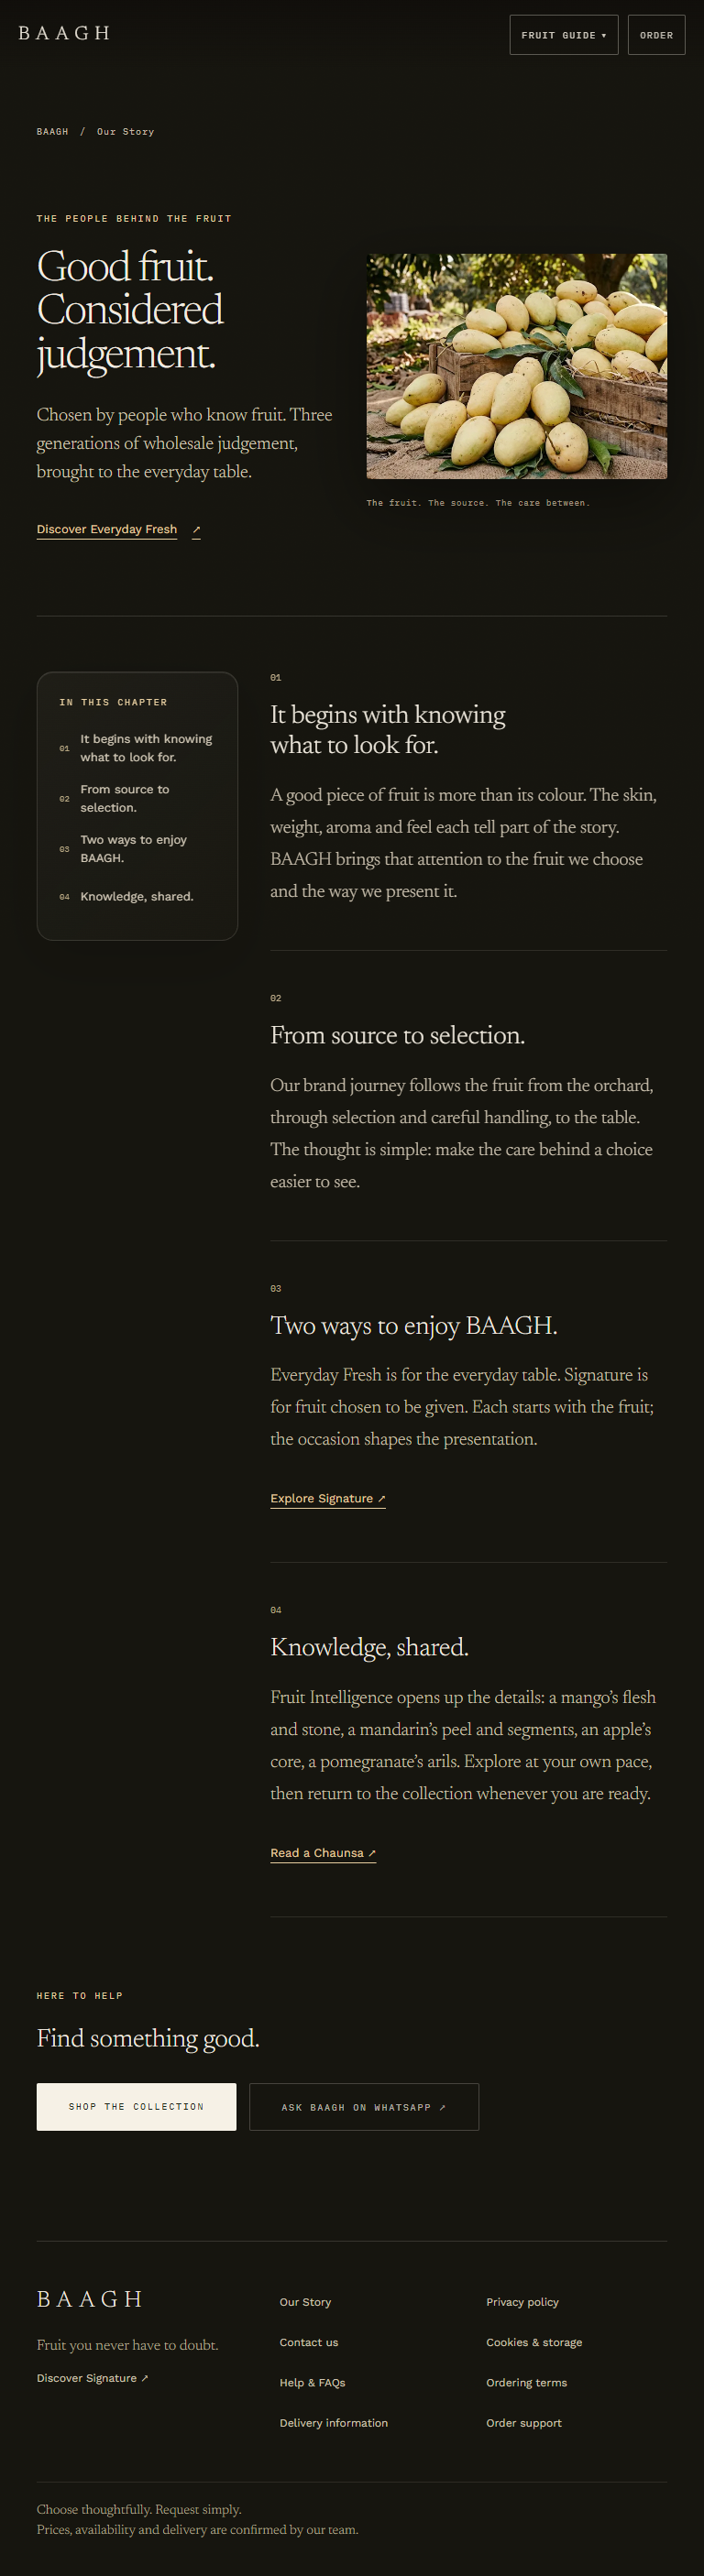 BAAGH
FRUIT GUIDE ▾
ORDER
BAAGH / Our Story
THE PEOPLE BEHIND THE FRUIT
Good fruit.
Considered
judgement.
Chosen by people who know fruit. Three
generations of wholesale judgement,
brought to the everyday table.
Discover Everyday Fresh ↗
The fruit. The source. The care between.
IN THIS CHAPTER
01 It begins with knowing
what to look for.
02 From source to
selection.
03 Two ways to enjoy
BAAGH.
04 Knowledge, shared.
01
It begins with knowing
what to look for.
A good piece of fruit is more than its colour. The skin,
weight, aroma and feel each tell part of the story.
BAAGH brings that attention to the fruit we choose
and the way we present it.
02
From source to selection.
Our brand journey follows the fruit from the orchard,
through selection and careful handling, to the table.
The thought is simple: make the care behind a choice
easier to see.
03
Two ways to enjoy BAAGH.
Everyday Fresh is for the everyday table. Signature is
for fruit chosen to be given. Each starts with the fruit;
the occasion shapes the presentation.
Explore Signature ↗
04
Knowledge, shared.
Fruit Intelligence opens up the details: a mango’s flesh
and stone, a mandarin’s peel and segments, an apple’s
core, a pomegranate’s arils. Explore at your own pace,
then return to the collection whenever you are ready.
Read a Chaunsa ↗
HERE TO HELP
Find something good.
SHOP THE COLLECTION
ASK BAAGH ON WHATSAPP ↗
BAAGH
Fruit you never have to doubt.
Discover Signature ↗
Our Story
Contact us
Help & FAQs
Delivery information
Privacy policy
Cookies & storage
Ordering terms
Order support
Choose thoughtfully. Request simply.
Prices, availability and delivery are confirmed by our team.